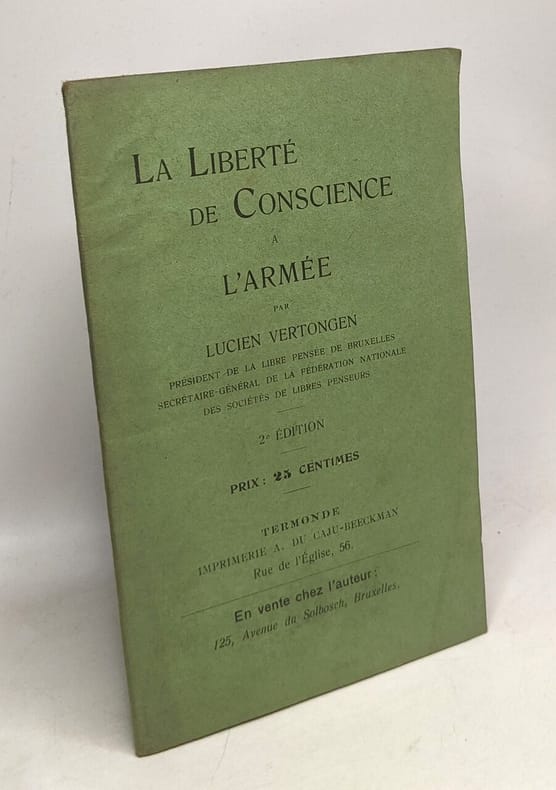 LA LIBERTÉ
DE CONSCIENCE
A
L'ARMÉE
PAR
LUCIEN VERTONGEN
PRÉSIDENT DE LA LIBRE PENSÉE DE BRUXELLES
SECRÉTAIRE-GÉNÉRAL DE LA FÉDÉRATION NATIONALE
DES SOCIÉTÉS DE LIBRES PENSEURS
2e ÉDITION
PRIX : 25 CENTIMES
TERMONDE
IMPRIMERIE A. DU CAJU-BEECKMAN
Rue de l'Église, 56.
En vente chez l'auteur :
125, Avenue du Solbosch, Bruxelles.